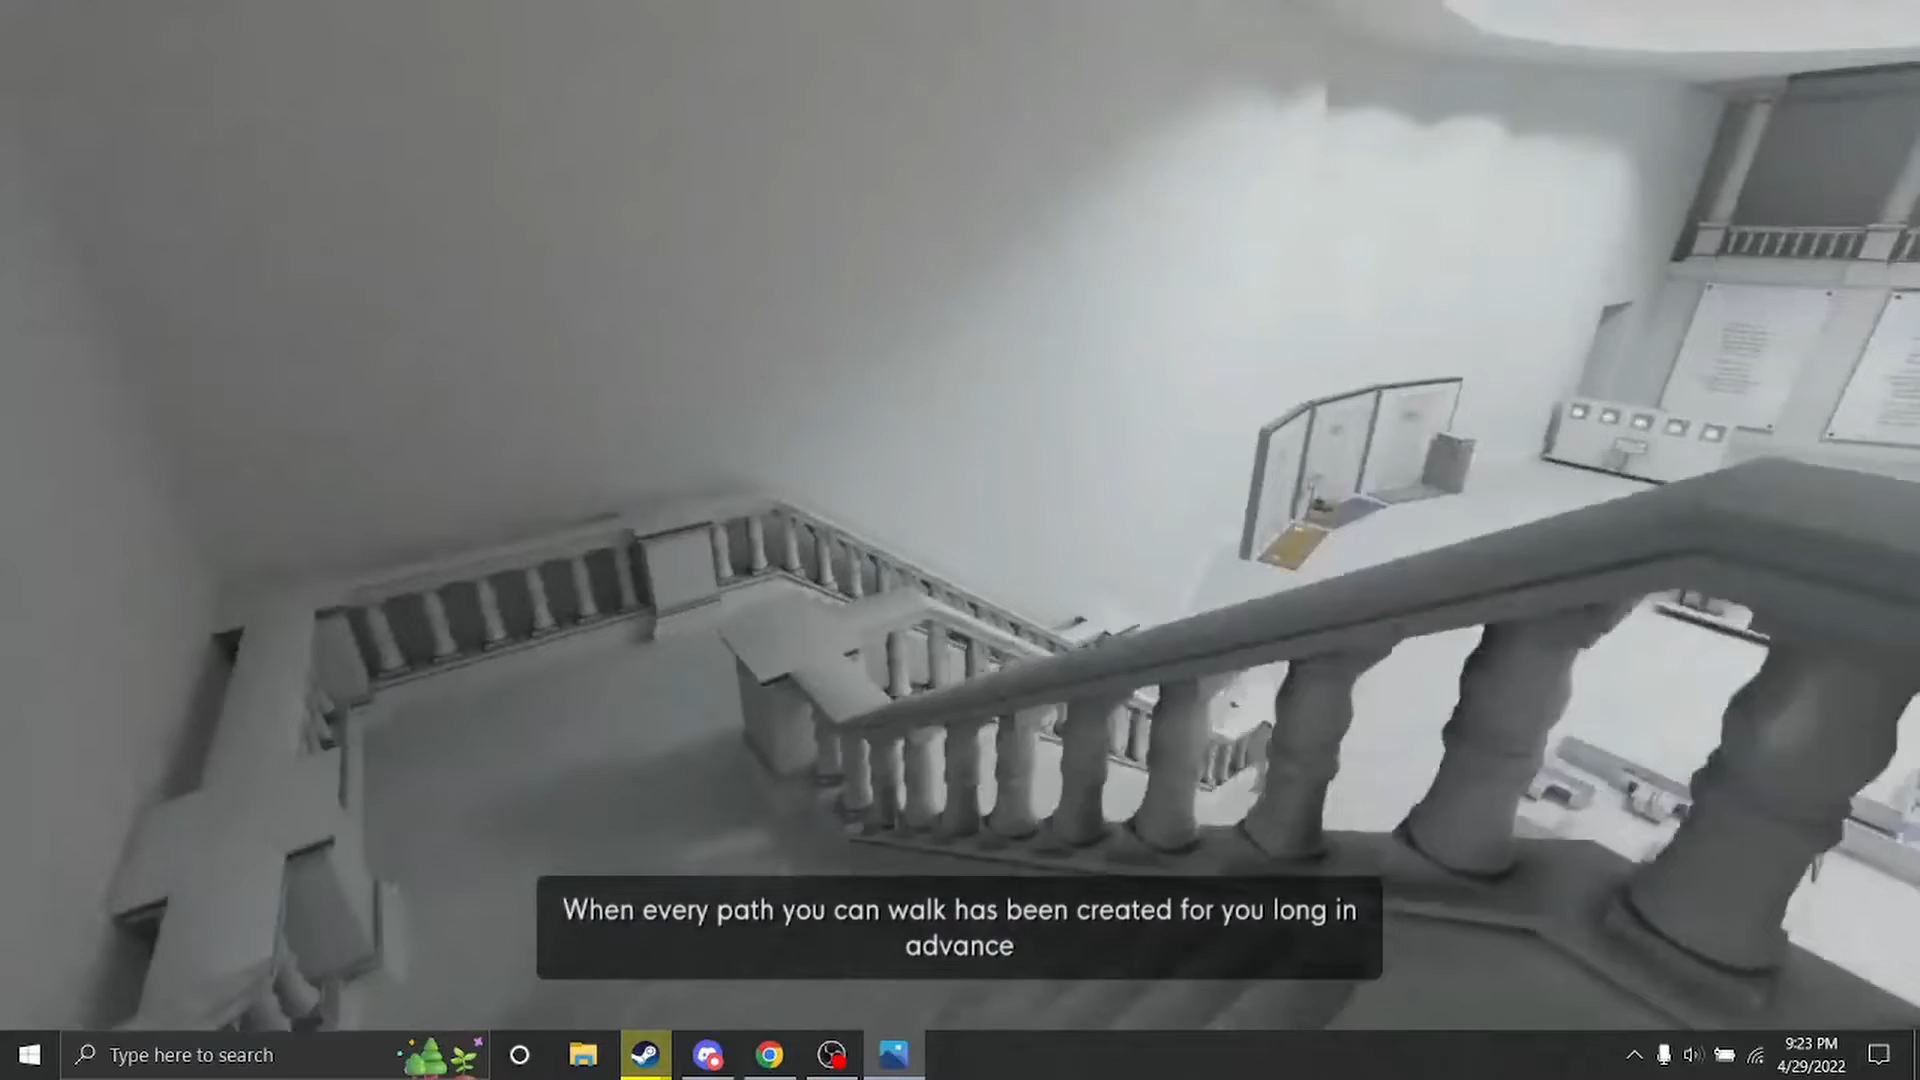 When every path you can walk has been created for you long in
advance
Type here to search
9:23 PM
4/29/2022